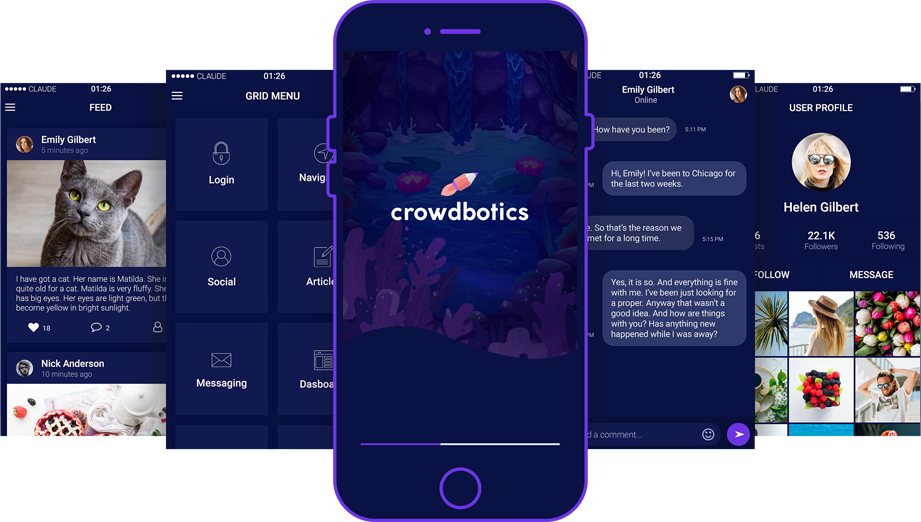 CLAUDE
01:26
FEED
Emily Gilbert
5 minutes ago
I have got a cat. Her name is Matilda. She is
quite old for a cat. Matilda is very fluffy. She
has big eyes. Her eyes are light green, but th
become yellow in bright sunlight.
18
2
Nick Anderson
10 minutes ago
CLAUDE
01:26
GRID MENU
Login
Naviga
Social
Article
Messaging
Dasboa
crowdbotics
UDE
01:26
Emily Gilbert
Online
How have you been?
5:11 PM
PM
Hi, Emily! I've been to Chicago for
the last two weeks.
e. So that's the reason we
met for a long time.
5:15 PM
PM
Yes, it is so. And everything is fine
with me. I've been just looking for
a proper. Anyway that wasn't a
good idea. And how are things
with you? Has anything new
happened while I was away?
d a comment...
LAUDE
01:26
USER PROFILE
Helen Gilbert
6
22.1K
536
sts
Followers
Following
FOLLOW
MESSAGE